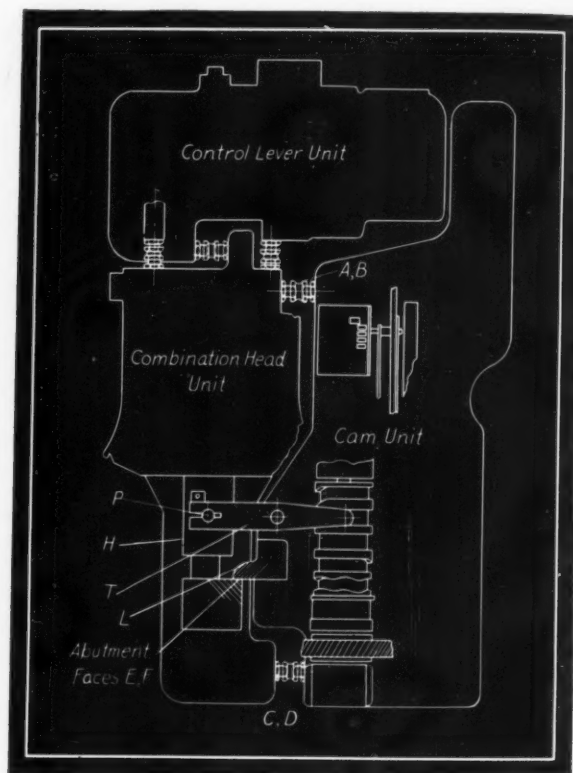 Control Lever Unit
A,B
Combination Head
Unit
Cam Unit
P
H
T
L
Abutment
Faces E,F
C,D